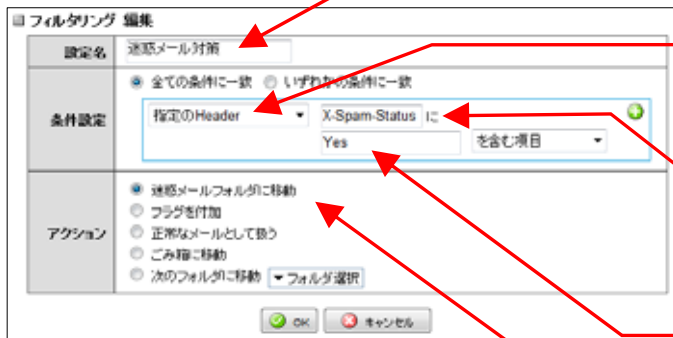 フィルタリング 編集
設定名 迷惑メール対策
全ての条件に一致 いずれかの条件に一致
条件設定 指定のHeader X-Spam-Status に
Yes を含む項目
迷惑メールフォルダに移動
フラグを付加
アクション 正常なメールとして扱う
ごみ箱に移動
次のフォルダに移動 フォルダ選択
OK キャンセル